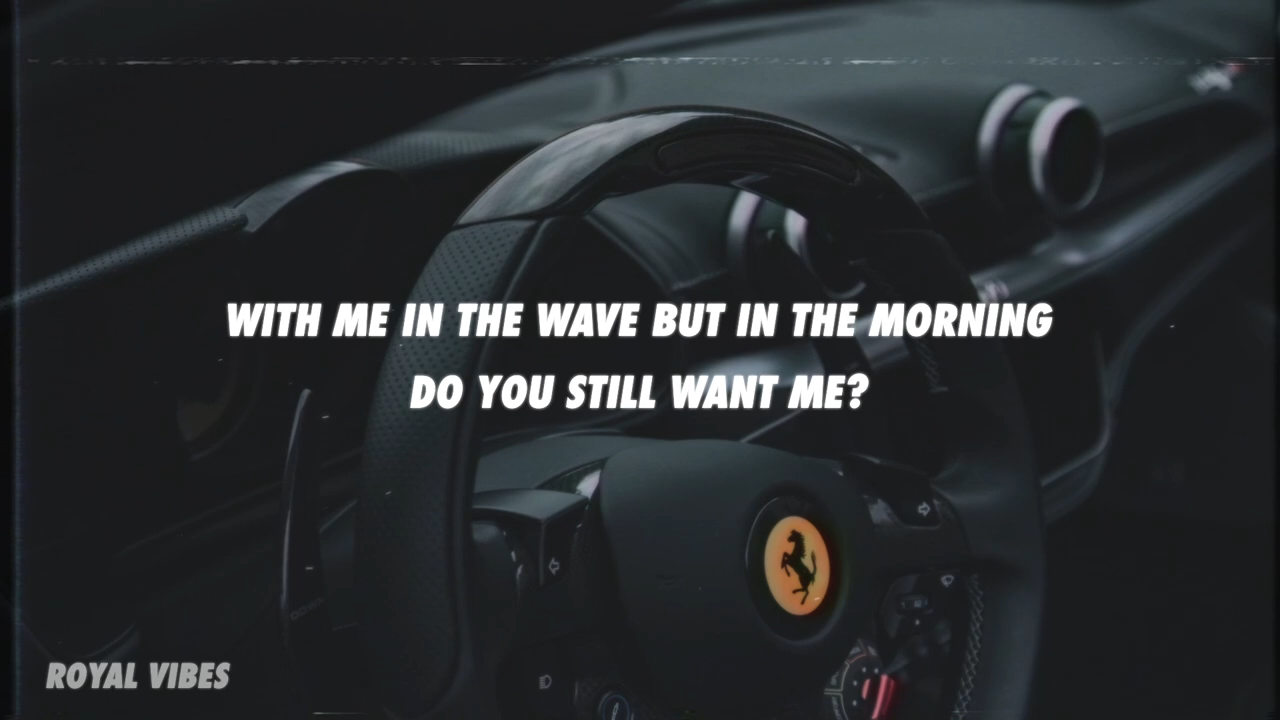 WITH ME IN THE WAVE BUT IN THE MORNING
DO YOU STILL WANT ME?
ROYAL VIBES